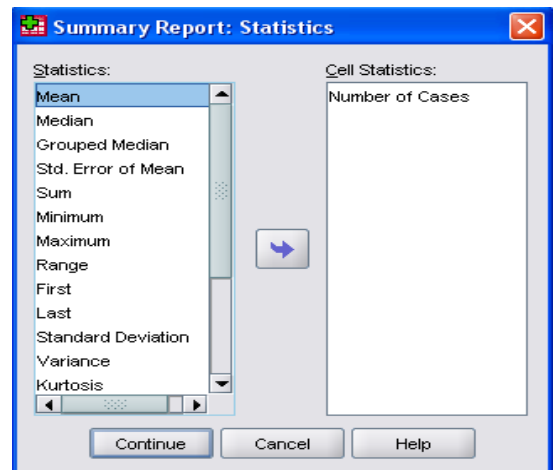 Summary Report: Statistics
Statistics:
Mean
Median
Grouped Median
Std. Error of Mean
Sum
Minimum
Maximum
Range
First
Last
Standard Deviation
Variance
Kurtosis
Cell Statistics:
Number of Cases
Continue
Cancel
Help